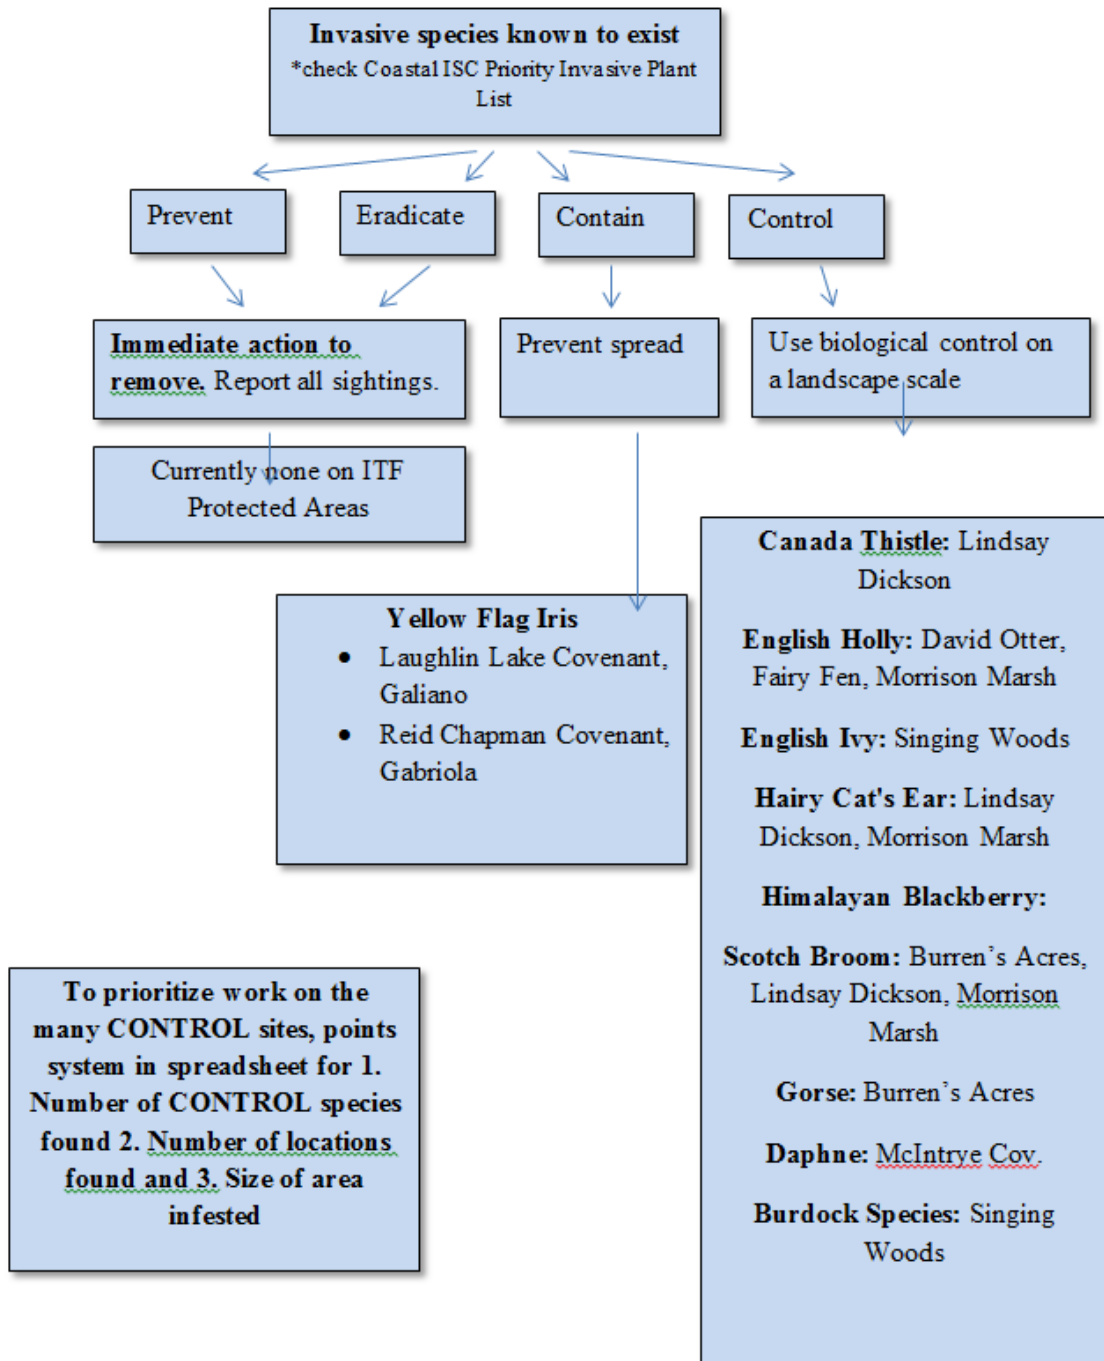 Invasive species known to exist
*check Coastal ISC Priority Invasive Plant
List
Prevent
Eradicate
Contain
Control
Immediate action to
remove. Report all sightings.
Prevent spread
Use biological control on
a landscape scale
Currently none on ITF
Protected Areas
Yellow Flag Iris
• Laughlin Lake Covenant,
Galiano
• Reid Chapman Covenant,
Gabriola
Canada Thistle: Lindsay
Dickson
English Holly: David Otter,
Fairy Fen, Morrison Marsh
English Ivy: Singing Woods
Hairy Cat's Ear: Lindsay
Dickson, Morrison Marsh
Himalayan Blackberry:
Scotch Broom: Burren’s Acres,
Lindsay Dickson, Morrison
Marsh
Gorse: Burren’s Acres
Daphne: McIntrye Cov.
Burdock Species: Singing
Woods
To prioritize work on the
many CONTROL sites, points
system in spreadsheet for 1.
Number of CONTROL species
found 2. Number of locations
found and 3. Size of area
infested